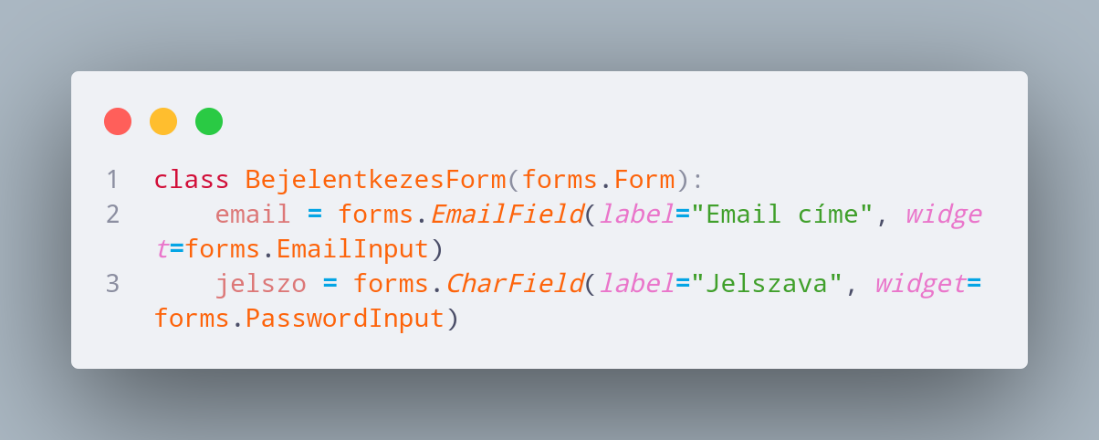 1 class BejelentkezesForm(forms.Form):
2     email = forms.EmailField(label="Email címe", widge
t=forms.EmailInput)
3     jelszo = forms.CharField(label="Jelszava", widget=
forms.PasswordInput)